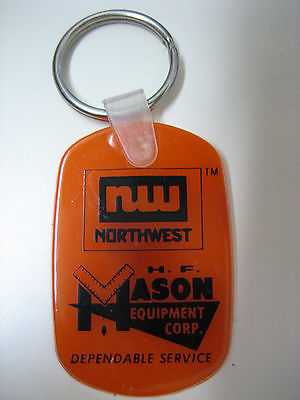 nw TM
NORTHWEST
H. F.
MASON
EQUIPMENT
CORP.
DEPENDABLE SERVICE